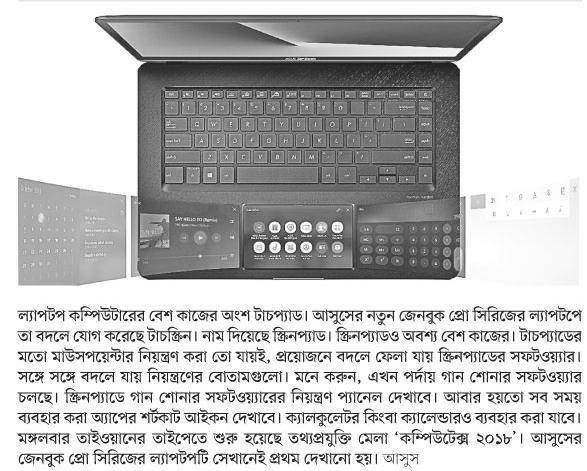 SAY HELLO (Remix)
ল্যাপটপ কম্পিউটারের বেশ কাজের অংশ টাচপ্যাড। আসুসের নতুন জেনবুক প্রো সিরিজের ল্যাপটপে
তা বদলে যোগ করেছে টাচস্ক্রিন। নাম দিয়েছে স্ক্রিনপ্যাড। স্ক্রিনপ্যাডও অবশ্য বেশ কাজের। টাচপ্যাডের
মতো মাউসপয়েন্টার নিয়ন্ত্রণ করা তো যায়ই, প্রয়োজনে বদলে ফেলা যায় স্ক্রিনপ্যাডের সফটওয়্যার।
সঙ্গে সঙ্গে বদলে যায় নিয়ন্ত্রণের বোতামগুলো। মনে করুন, এখন পর্দায় গান শোনার সফটওয়্যার
চলছে। স্ক্রিনপ্যাডে গান শোনার সফটওয়্যারের নিয়ন্ত্রণ প্যানেল দেখাবে। আবার হয়তো সব সময়
ব্যবহার করা অ্যাপের শর্টকাট আইকন দেখাবে। ক্যালকুলেটর কিংবা ক্যালেন্ডারও ব্যবহার করা যাবে।
মঙ্গলবার তাইওয়ানের তাইপেতে শুরু হয়েছে তথ্যপ্রযুক্তি মেলা ‘কম্পিউটেক্স ২০১৮’। আসুসের
জেনবুক প্রো সিরিজের ল্যাপটপটি সেখানেই প্রথম দেখানো হয়। আসুস